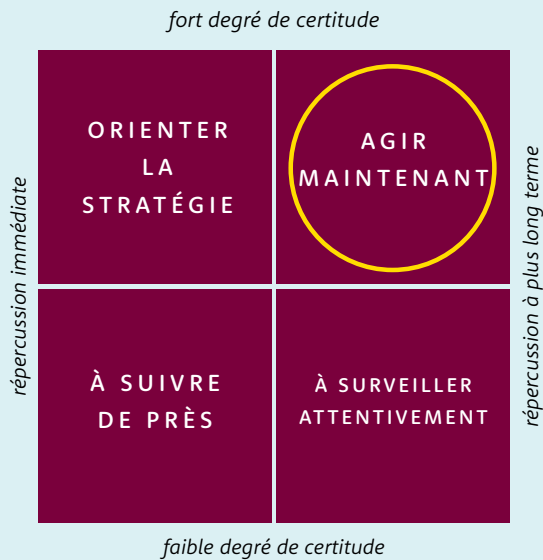 fort degré de certitude
ORIENTER
LA
STRATÉGIE
AGIR
MAINTENANT
répercussion immédiate
répercussion à plus long terme
À SUIVRE
DE PRÈS
À SURVEILLER
ATTENTIVEMENT
faible degré de certitude